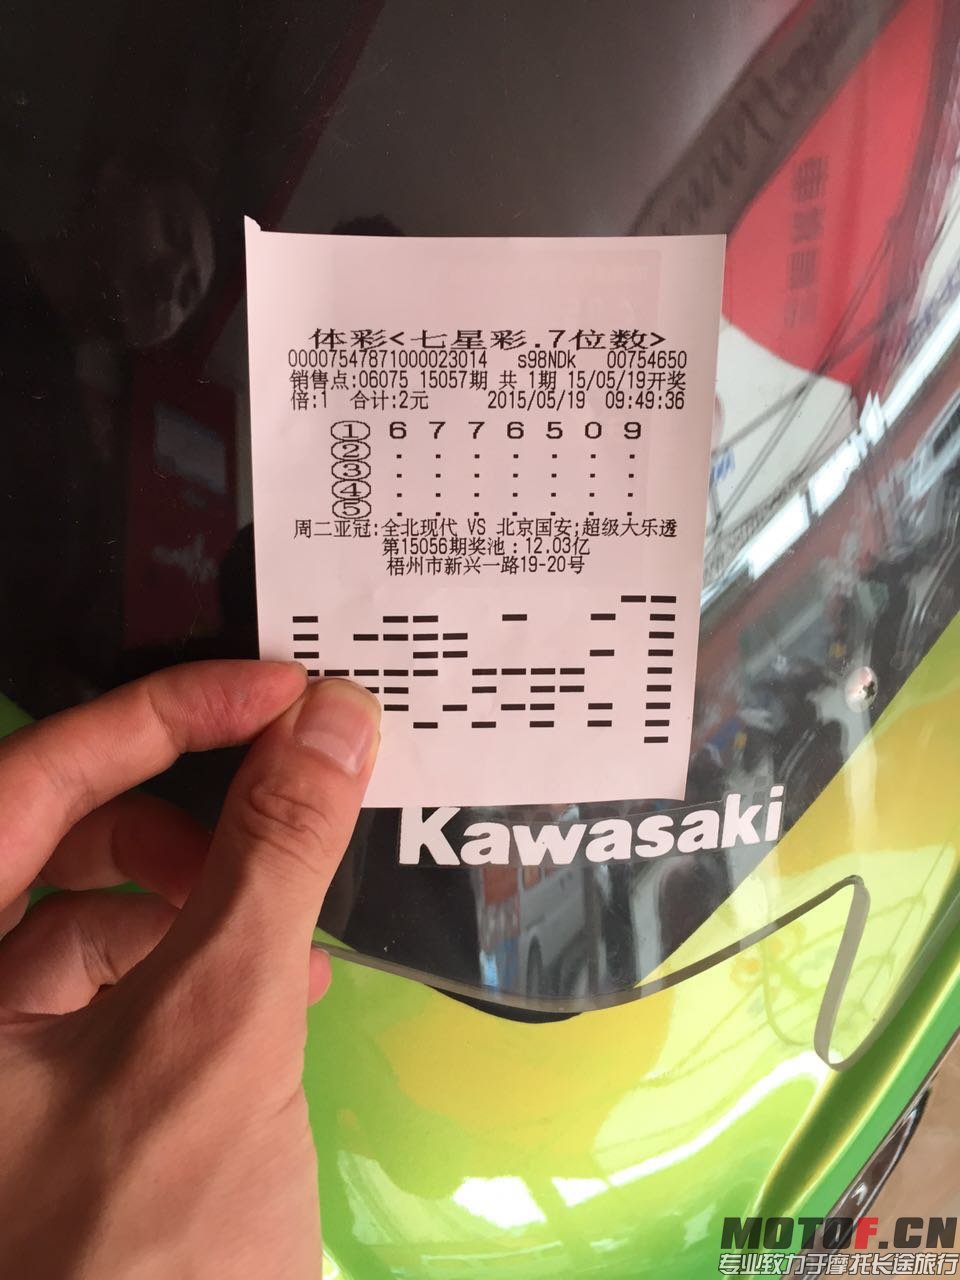 体彩<七星彩.7位数>
00007547871000023014 s98NDk 00754650
销售点:06075 15057期 共 1期 15/05/19开奖
倍:1 合计:2元 2015/05/19 09:49:36
① 6 7 7 6 5 0 9
② . . . . . . .
③ . . . . . . .
④ . . . . . . .
⑤ . . . . . . .
周二亚冠:全北现代 VS 北京国安;超级大乐透
第15056期奖池:12.03亿
梧州市新兴一路19-20号
Kawasaki
MOTOF.CN
专业致力于摩托长途旅行